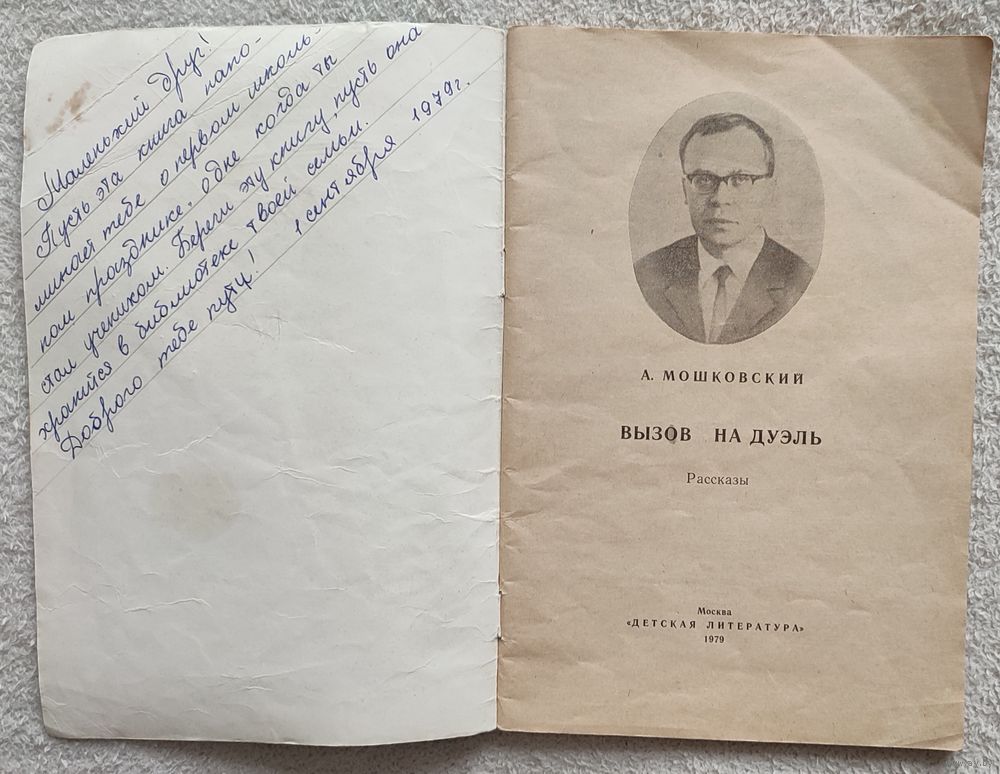 Маленький друг!
Пусть эта книга напо-
минает тебе о первом школь-
ном празднике, о дне когда ты
стал учеником. Береги эту книгу, пусть она
хранится в библиотеке твоей семьи.
Доброго тебе пути! 1 сентября 1979г.
А. МОШКОВСКИЙ
ВЫЗОВ НА ДУЭЛЬ
Рассказы
Москва
«ДЕТСКАЯ ЛИТЕРАТУРА»
1979